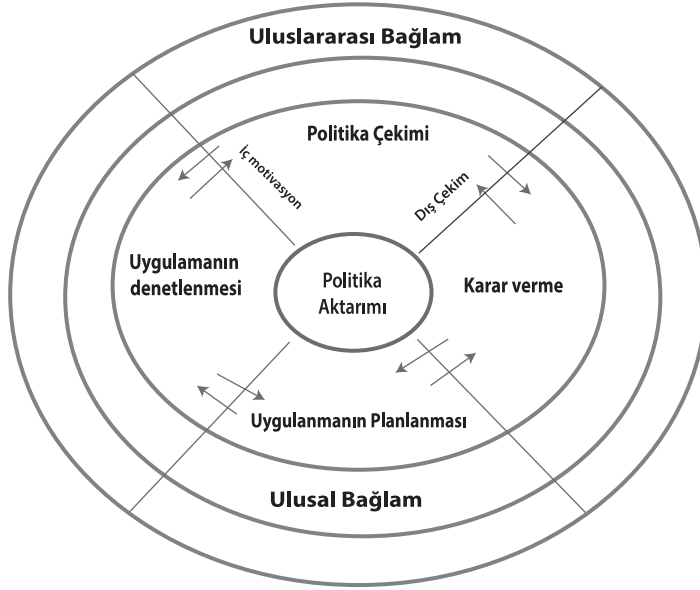 Uluslararası Bağlam
Politika Çekimi
İç motivasyon
Dış Çekim
Uygulamanın
denetlenmesi
Politika
Aktarımı
Karar verme
Uygulanmanın Planlanması
Ulusal Bağlam